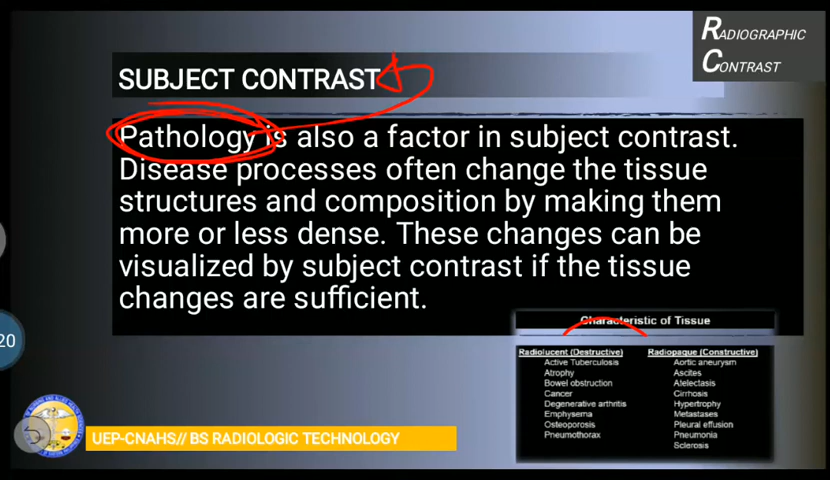 RADIOGRAPHIC
CONTRAST
SUBJECT CONTRAST
Pathology is also a factor in subject contrast.
Disease processes often change the tissue
structures and composition by making them
more or less dense. These changes can be
visualized by subject contrast if the tissue
changes are sufficient.
20
Characteristic of Tissue
Radiolucent (Destructive) Radiopaque (Constructive)
Active Tuberculosis Aortic aneurysm
Atrophy Ascites
Bowel obstruction Atelectasis
Cancer Cirrhosis
Degenerative arthritis Hypertrophy
Emphysema Metastases
Osteoporosis Pleural effusion
Pneumothorax Pneumonia
Sclerosis
UEP-CNAHS// BS RADIOLOGIC TECHNOLOGY